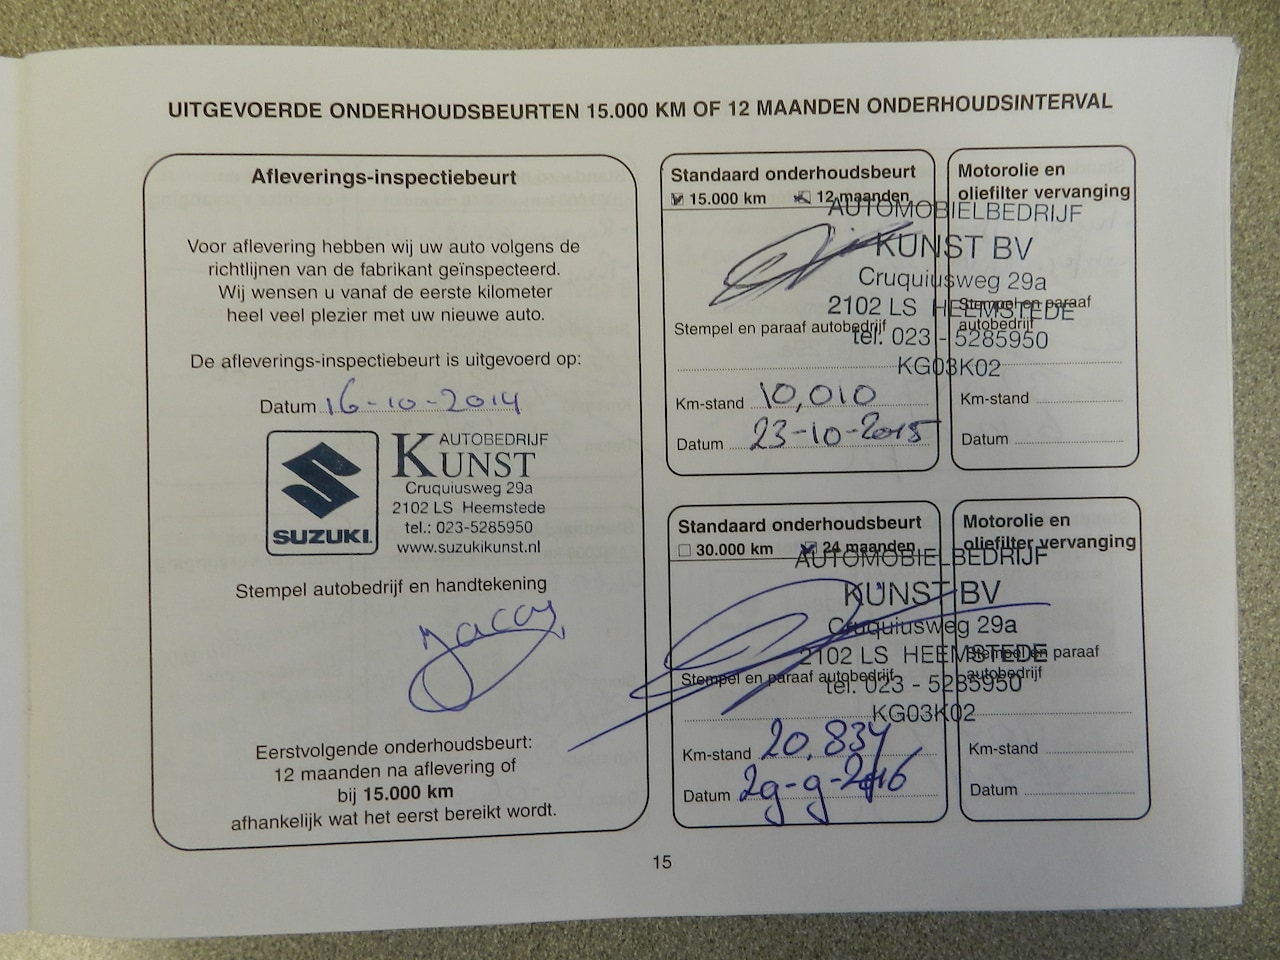 UITGEVOERDE ONDERHOUDSBEURTEN 15.000 KM OF 12 MAANDEN ONDERHOUDSINTERVAL
Afleverings-inspectiebeurt
Voor aflevering hebben wij uw auto volgens de
richtlijnen van de fabrikant geïnspecteerd.
Wij wensen u vanaf de eerste kilometer
heel veel plezier met uw nieuwe auto.
De afleverings-inspectiebeurt is uitgevoerd op:
Datum 16-10-2014
SUZUKI
AUTOBEDRIJF
KUNST
Cruquiusweg 29a
2102 LS Heemstede
tel.: 023-5285950
www.suzukikunst.nl
Stempel autobedrijf en handtekening
Eerstvolgende onderhoudsbeurt:
12 maanden na aflevering of
bij 15.000 km
afhankelijk wat het eerst bereikt wordt.
Standaard onderhoudsbeurt
15.000 km 12 maanden
AUTOMOBIELBEDRIJF
KUNST BV
Cruquiusweg 29a
2102 LS HEEMSTEDE
tel. 023 - 5285950
KG03K02
Stempel en paraaf autobedrijf
Km-stand 10,010
Datum 23-10-2015
Motorolie en
oliefilter vervanging
Stempel en paraaf
autobedrijf
Km-stand
Datum
Standaard onderhoudsbeurt
30.000 km 24 maanden
AUTOMOBIELBEDRIJF
KUNST BV
Cruquiusweg 29a
2102 LS HEEMSTEDE
tel. 023 - 5285950
KG03K02
Stempel en paraaf autobedrijf
Km-stand 20.834
Datum 29-9-2016
Motorolie en
oliefilter vervanging
Stempel en paraaf
autobedrijf
Km-stand
Datum
15